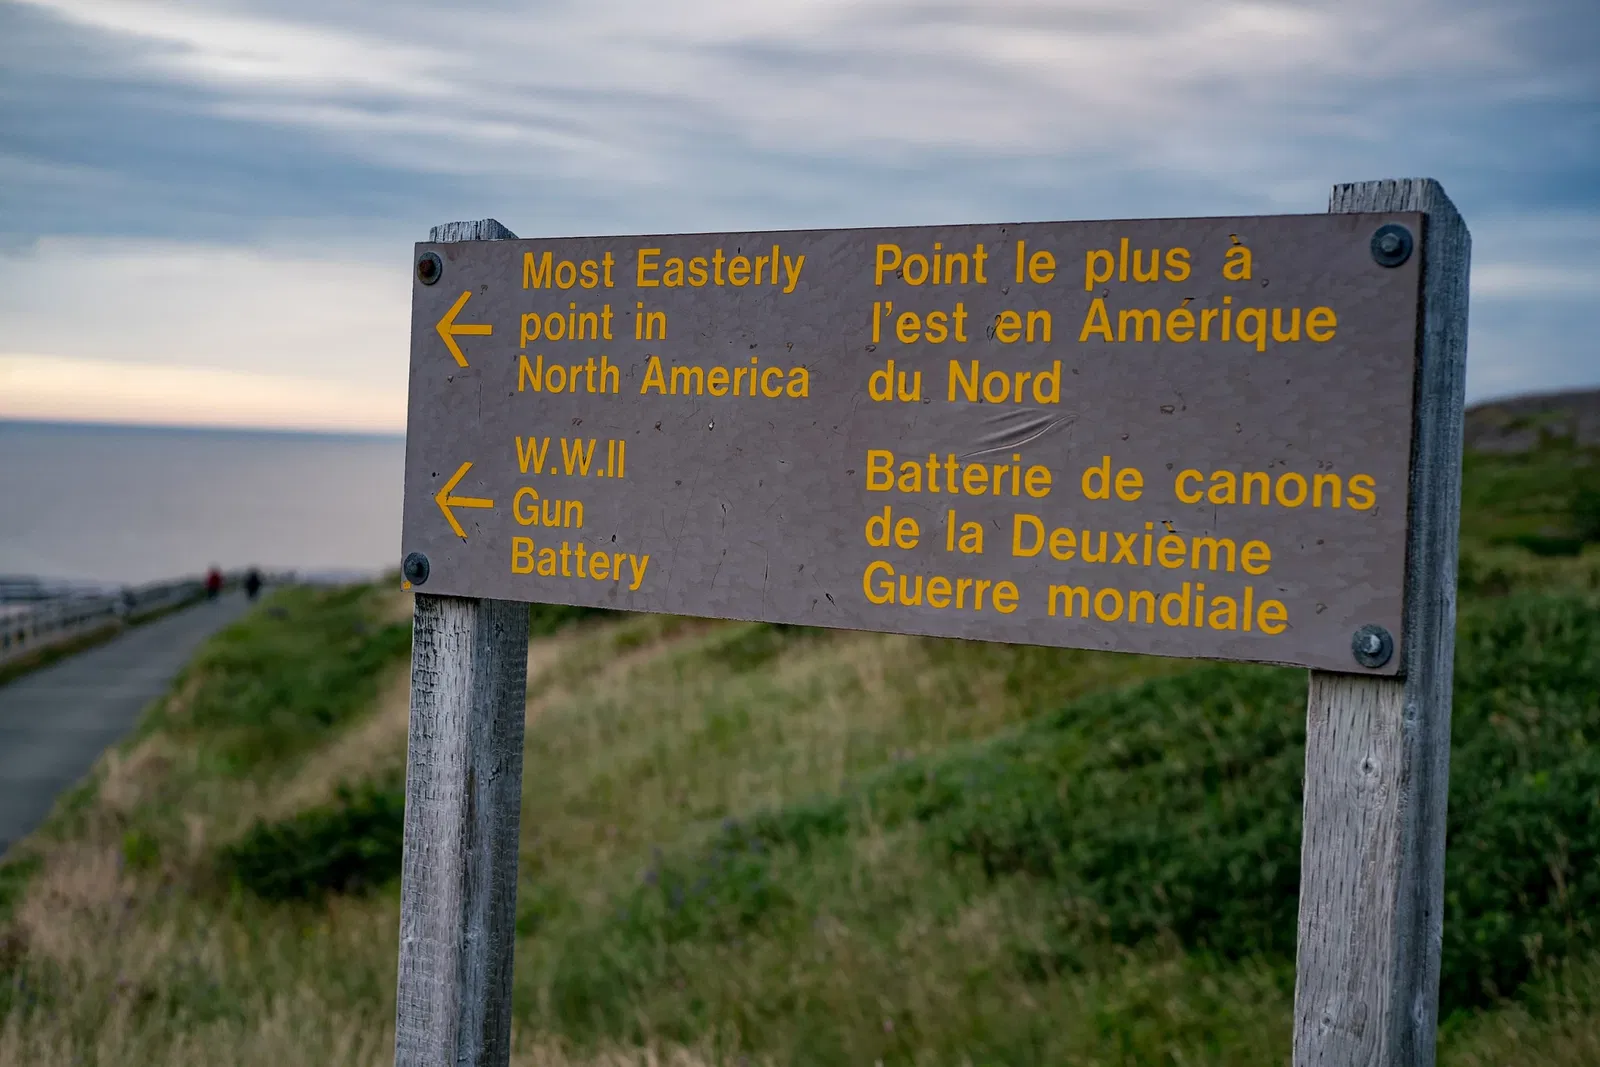 Most Easterly
point in
North America
W.W.II
Gun
Battery
Point le plus à
l'est en Amérique
du Nord
Batterie de canons
de la Deuxième
Guerre mondiale